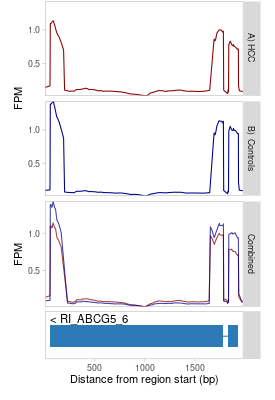 1.0
0.5
A) HCC
FPM
1.0
0.5
B) Controls
1.0
0.5
FPM
Combined
< RI_ABCG5_6
500
1000
1500
Distance from region start (bp)